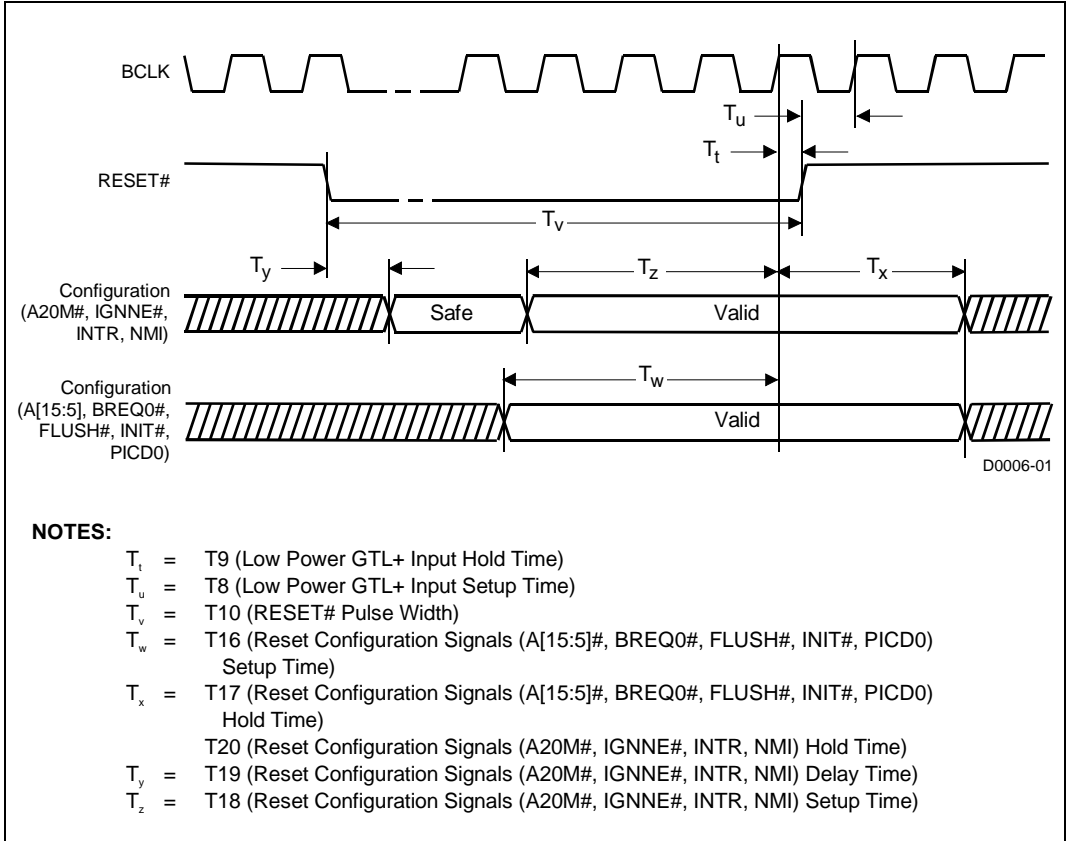 BCLK
Tu
Tt
RESET#
Tv
Ty
Tz
Tx
Configuration
(A20M#, IGNNE#,
INTR, NMI)
Safe
Valid
Tw
Configuration
(A[15:5], BREQ0#,
FLUSH#, INIT#,
PICD0)
Valid
D0006-01
NOTES:
Tt = T9 (Low Power GTL+ Input Hold Time)
Tu = T8 (Low Power GTL+ Input Setup Time)
Tv = T10 (RESET# Pulse Width)
Tw = T16 (Reset Configuration Signals (A[15:5]#, BREQ0#, FLUSH#, INIT#, PICD0)
Setup Time)
Tx = T17 (Reset Configuration Signals (A[15:5]#, BREQ0#, FLUSH#, INIT#, PICD0)
Hold Time)
T20 (Reset Configuration Signals (A20M#, IGNNE#, INTR, NMI) Hold Time)
Ty = T19 (Reset Configuration Signals (A20M#, IGNNE#, INTR, NMI) Delay Time)
Tz = T18 (Reset Configuration Signals (A20M#, IGNNE#, INTR, NMI) Setup Time)